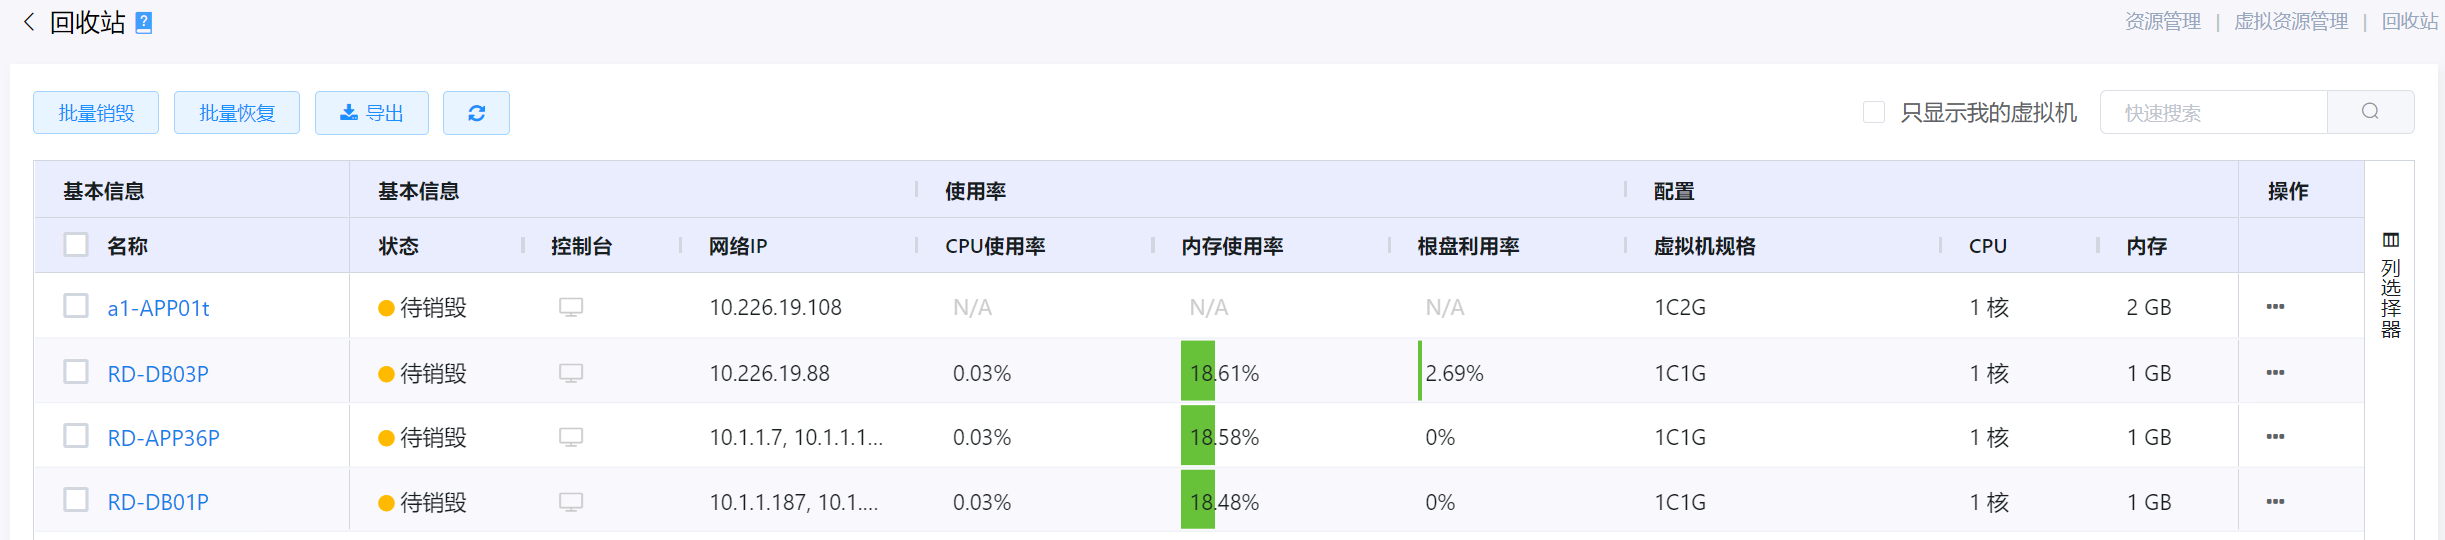 回收站 ?
资源管理 | 虚拟资源管理 | 回收站
批量销毁 批量恢复 导出 只显示我的虚拟机 快速搜索
基本信息 基本信息 使用率 配置 操作
名称 状态 控制台 网络IP CPU使用率 内存使用率 根盘利用率 虚拟机规格 CPU 内存
列选择器
a1-APP01t 待销毁 10.226.19.108 N/A N/A N/A 1C2G 1 核 2 GB •••
RD-DB03P 待销毁 10.226.19.88 0.03% 18.61% 2.69% 1C1G 1 核 1 GB •••
RD-APP36P 待销毁 10.1.1.7, 10.1.1.1... 0.03% 18.58% 0% 1C1G 1 核 1 GB •••
RD-DB01P 待销毁 10.1.1.187, 10.1.... 0.03% 18.48% 0% 1C1G 1 核 1 GB •••